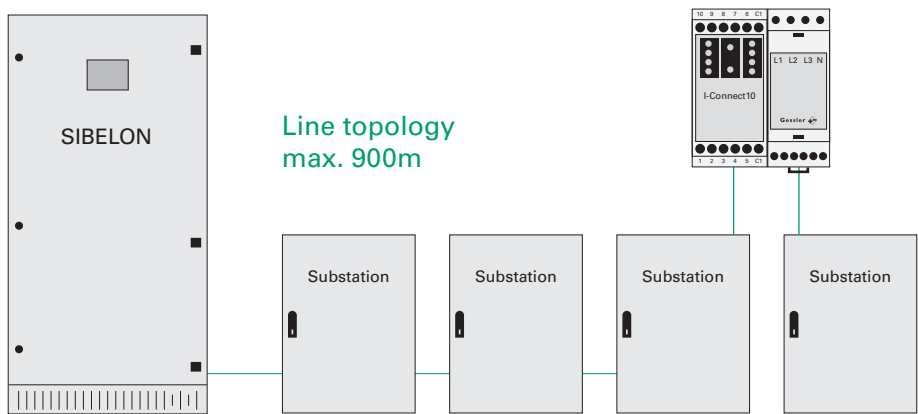 SIBELON
Line topology
max. 900m
10 9 8 7 6 C1
I-Connect10
1 2 3 4 5 C1
L1 L2 L3 N
Gessler
Substation
Substation
Substation
Substation